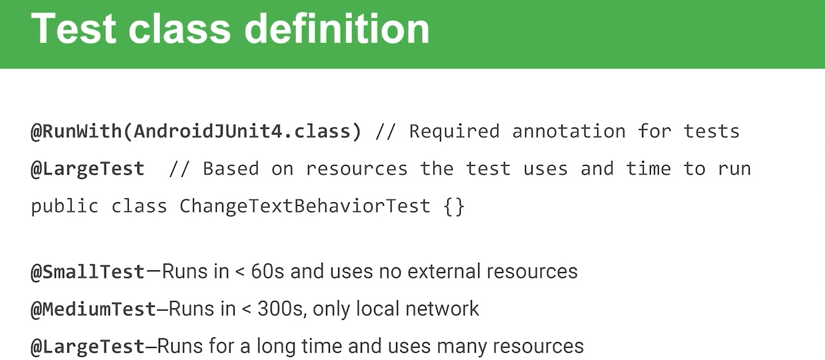 Test class definition
@RunWith(AndroidJUnit4.class) // Required annotation for tests
@LargeTest  // Based on resources the test uses and time to run
public class ChangeTextBehaviorTest {}
@SmallTest—Runs in < 60s and uses no external resources
@MediumTest—Runs in < 300s, only local network
@LargeTest—Runs for a long time and uses many resources